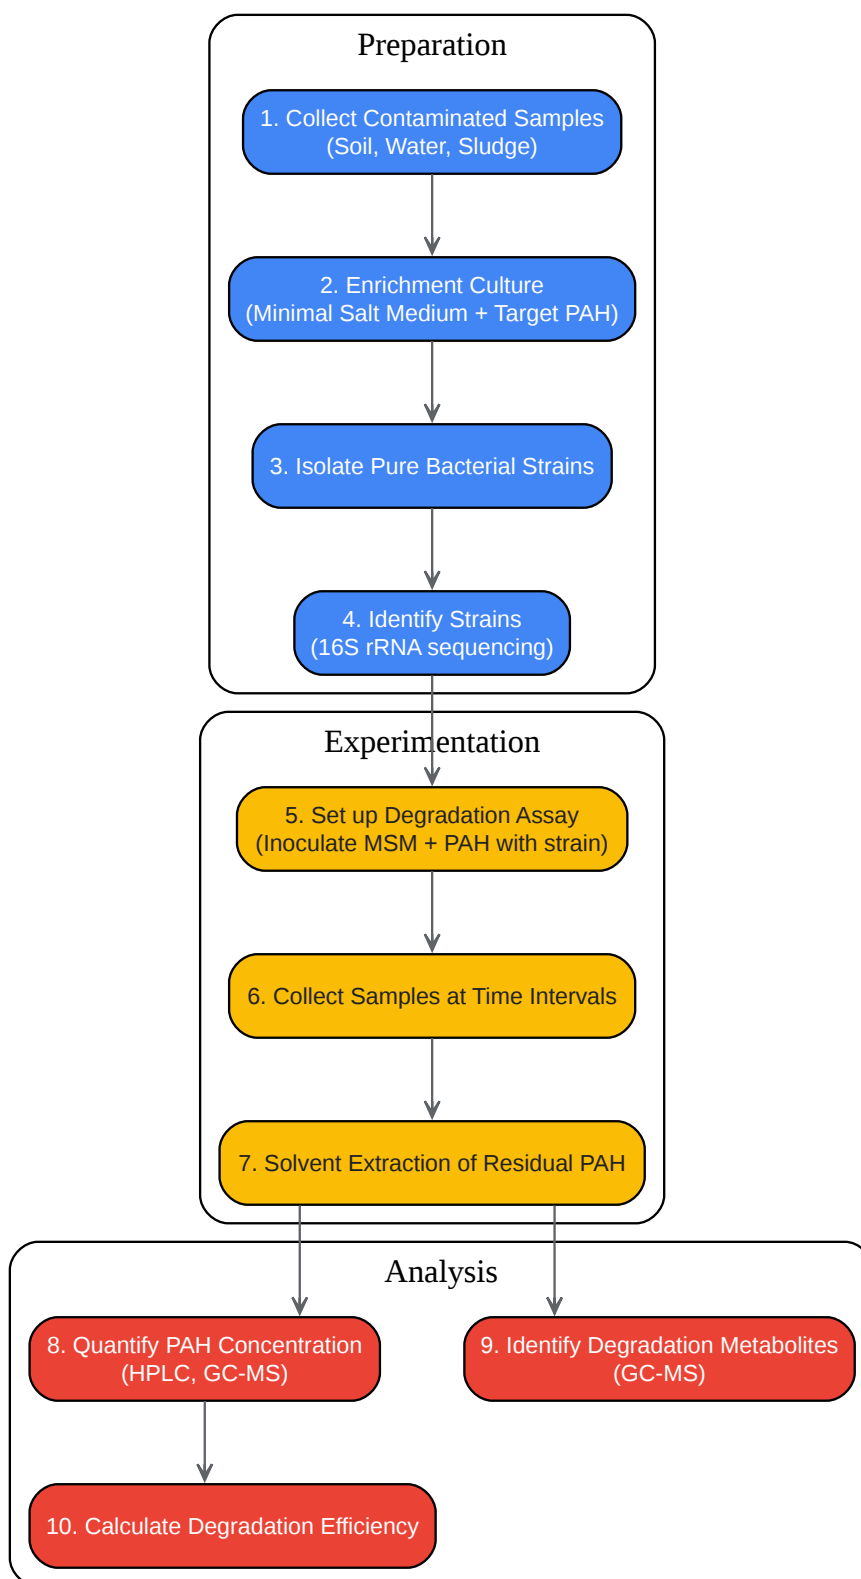 Preparation
1. Collect Contaminated Samples
(Soil, Water, Sludge)
2. Enrichment Culture
(Minimal Salt Medium + Target PAH)
3. Isolate Pure Bacterial Strains
4. Identify Strains
(16S rRNA sequencing)
Experimentation
5. Set up Degradation Assay
(Inoculate MSM + PAH with strain)
6. Collect Samples at Time Intervals
7. Solvent Extraction of Residual PAH
Analysis
8. Quantify PAH Concentration
(HPLC, GC-MS)
9. Identify Degradation Metabolites
(GC-MS)
10. Calculate Degradation Efficiency